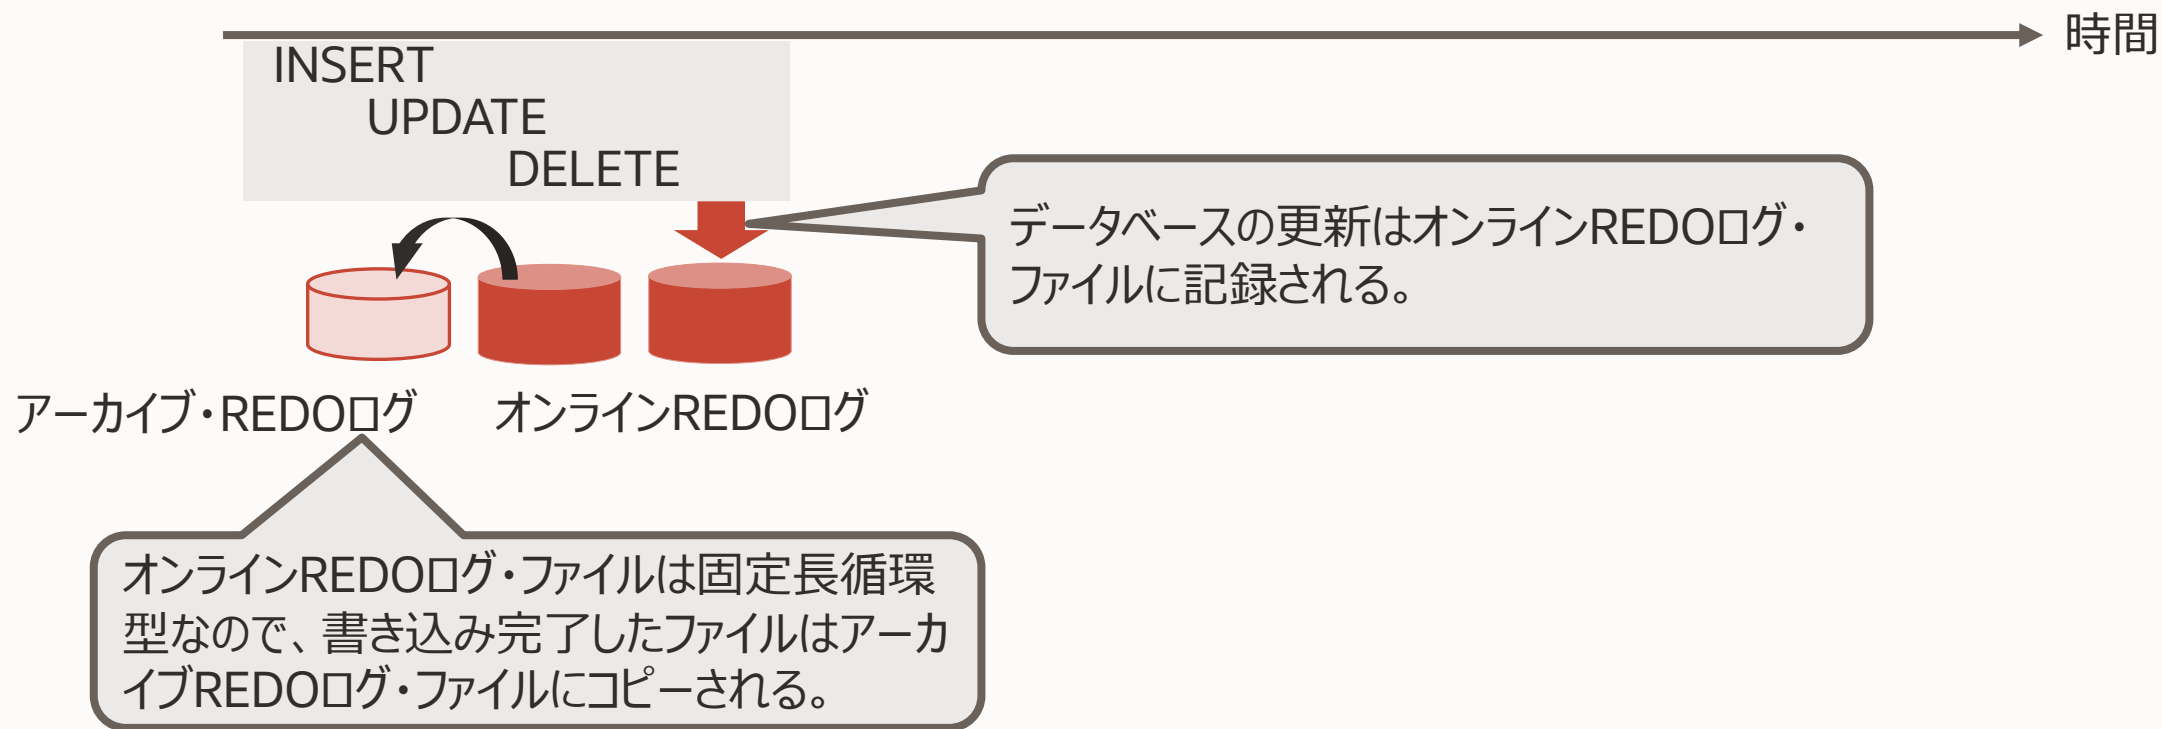 時間
INSERT
UPDATE
DELETE
データベースの更新はオンラインREDOログ・
ファイルに記録される。
アーカイブ・REDOログ
オンラインREDOログ
オンラインREDOログ・ファイルは固定長循環
型なので、書き込み完了したファイルはアーカ
イブREDOログ・ファイルにコピーされる。